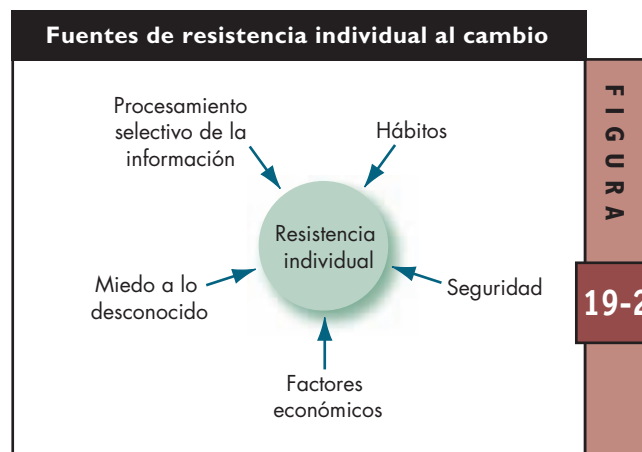 Fuentes de resistencia individual al cambio
Procesamiento
selectivo de la
información
Hábitos
Resistencia
individual
Miedo a lo
desconocido
Seguridad
Factores
económicos
FIGURA
19-2